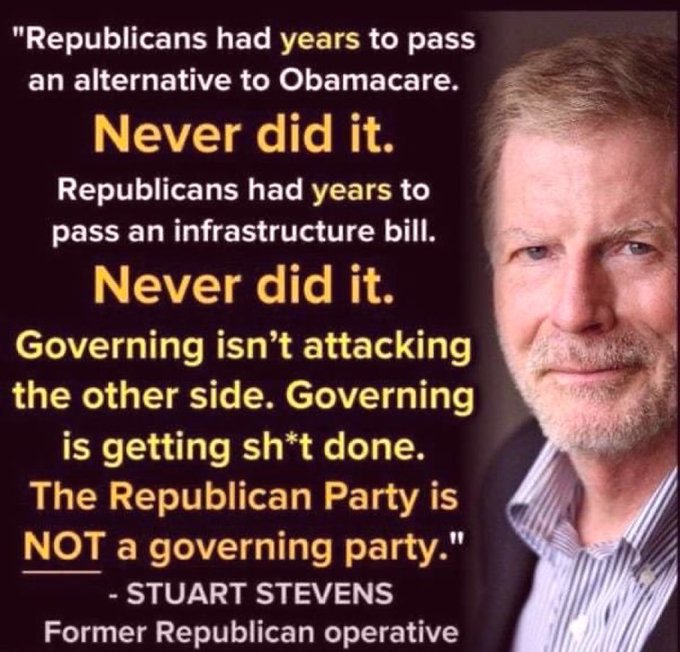 "Republicans had years to pass
an alternative to Obamacare.
Never did it.
Republicans had years to
pass an infrastructure bill.
Never did it.
Governing isn't attacking
the other side. Governing
is getting sh*t done.
The Republican Party is
NOT a governing party."
- STUART STEVENS
Former Republican operative